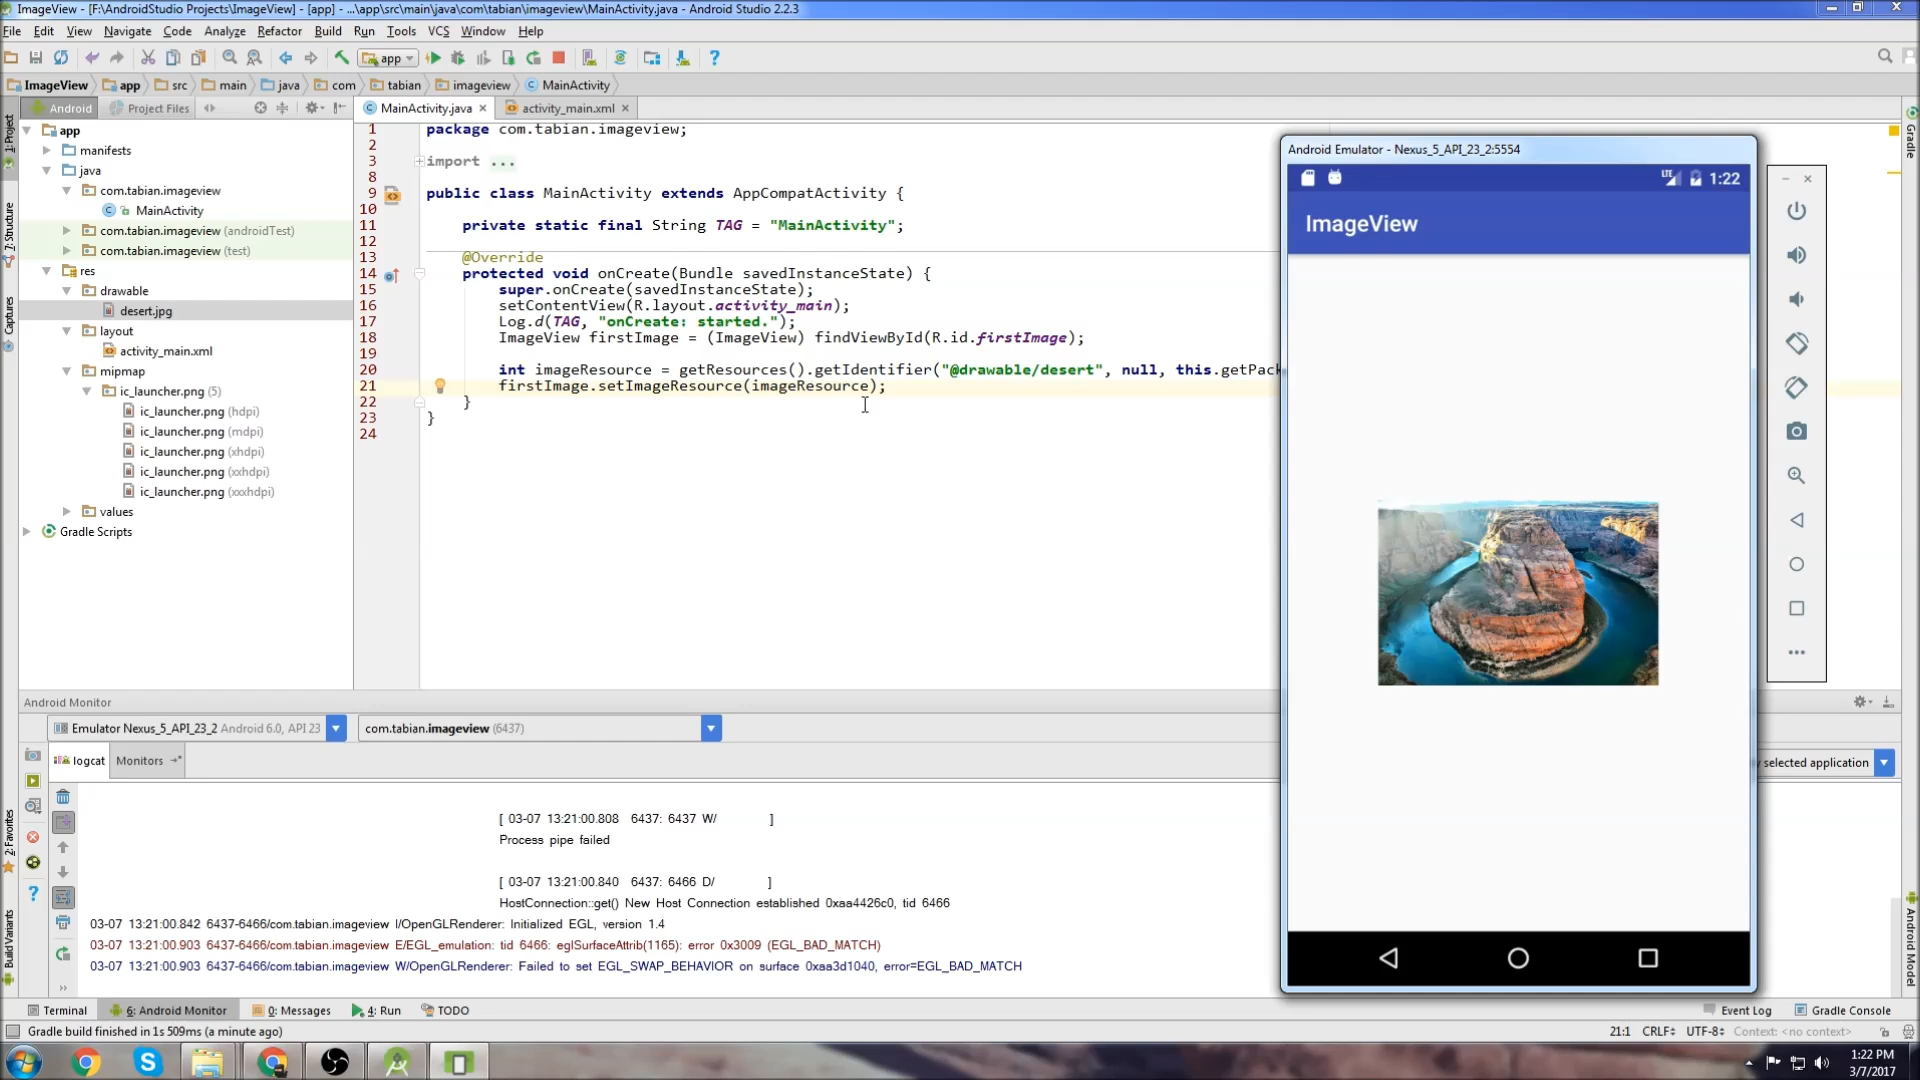 ImageView - [F:\AndroidStudio Projects\ImageView] - [app] - ...\app\src\main\java\com\tabian\imageview\MainActivity.java - Android Studio 2.2.3
File Edit View Navigate Code Analyze Refactor Build Run Tools VCS Window Help
app
ImageView app src main java com tabian imageview MainActivity
Android Project Files MainActivity.java activity_main.xml
1: Project
7: Structure
Captures
2: Favorites
Build Variants
app
manifests
java
com.tabian.imageview
MainActivity
com.tabian.imageview (androidTest)
com.tabian.imageview (test)
res
drawable
desert.jpg
layout
activity_main.xml
mipmap
ic_launcher.png (5)
ic_launcher.png (hdpi)
ic_launcher.png (mdpi)
ic_launcher.png (xhdpi)
ic_launcher.png (xxhdpi)
ic_launcher.png (xxxhdpi)
values
Gradle Scripts
1 package com.tabian.imageview;
2
3 import ...
8
9 public class MainActivity extends AppCompatActivity {
10
11 private static final String TAG = "MainActivity";
12
13 @Override
14 protected void onCreate(Bundle savedInstanceState) {
15 super.onCreate(savedInstanceState);
16 setContentView(R.layout.activity_main);
17 Log.d(TAG, "onCreate: started.");
18 ImageView firstImage = (ImageView) findViewById(R.id.firstImage);
19
20 int imageResource = getResources().getIdentifier("@drawable/desert", null, this.getPack
21 firstImage.setImageResource(imageResource);
22 }
23 }
24
Android Emulator - Nexus_5_API_23_2:5554
LTE 1:22
ImageView
Gradle
Android Model
Android Monitor
Emulator Nexus_5_API_23_2 Android 6.0, API 23 com.tabian.imageview (6437)
logcat Monitors
selected application
[ 03-07 13:21:00.808 6437: 6437 W/ ]
Process pipe failed
[ 03-07 13:21:00.840 6437: 6466 D/ ]
HostConnection::get() New Host Connection established 0xaa4426c0, tid 6466
03-07 13:21:00.842 6437-6466/com.tabian.imageview I/OpenGLRenderer: Initialized EGL, version 1.4
03-07 13:21:00.903 6437-6466/com.tabian.imageview E/EGL_emulation: tid 6466: eglSurfaceAttrib(1165): error 0x3009 (EGL_BAD_MATCH)
03-07 13:21:00.903 6437-6466/com.tabian.imageview W/OpenGLRenderer: Failed to set EGL_SWAP_BEHAVIOR on surface 0xaa3d1040, error=EGL_BAD_MATCH
Terminal 6: Android Monitor 0: Messages 4: Run TODO Event Log Gradle Console
Gradle build finished in 1s 509ms (a minute ago) 21:1 CRLF UTF-8 Context: <no context>
1:22 PM
3/7/2017